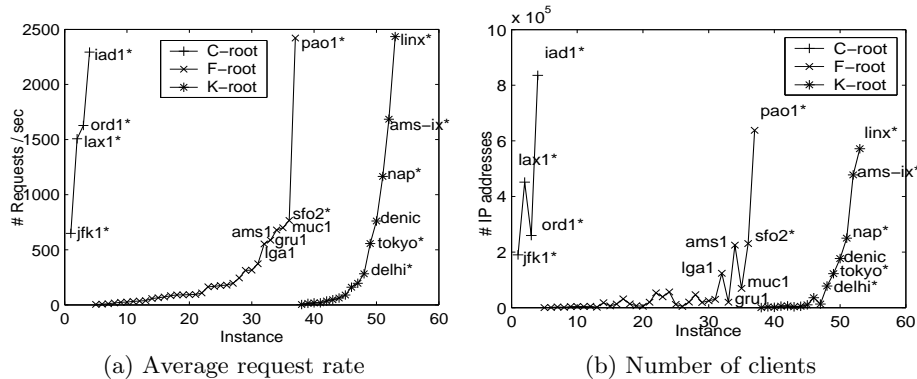 2500
2000
1500
1000
500
0
# Requests / sec
0 10 20 30 40 50 60
Instance
C−root
F−root
K−root
iad1*
ord1*
lax1*
jfk1*
pao1*
sfo2*
muc1
ams1
gru1
lga1
linx*
ams−ix*
nap*
denic
tokyo*
delhi*
(a) Average request rate
x 10^5
10
8
6
4
2
0
# IP addresses
0 10 20 30 40 50 60
Instance
C−root
F−root
K−root
iad1*
lax1*
ord1*
jfk1*
pao1*
ams1
sfo2*
lga1
muc1
gru1
linx*
ams−ix*
nap*
denic
tokyo*
delhi*
(b) Number of clients